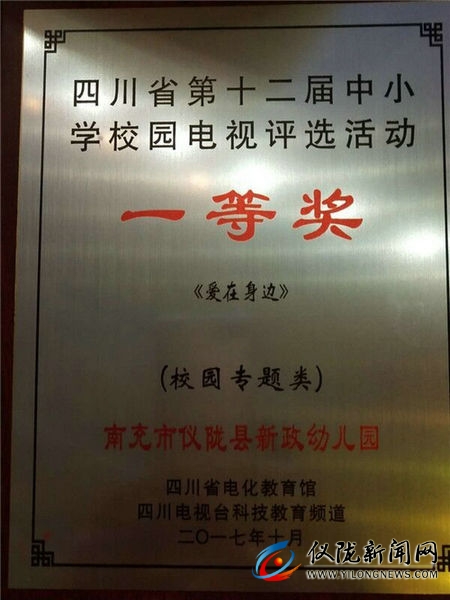 四川省第十二届中小
学校园电视评选活动
一等奖
《爱在身边》
(校园专题类)
南充市仪陇县新政幼儿园
四川省电化教育馆
四川电视台科技教育频道
二〇一七年十月
仪陇新闻网
WWW.YILONGNEWS.COM